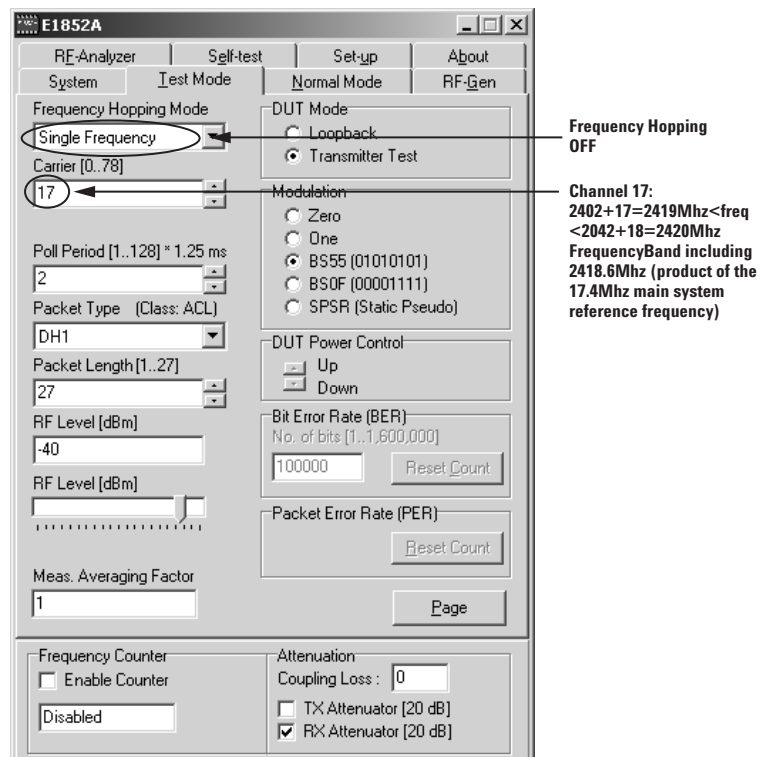 E1852A
RF-Analyzer Self-test Set-up About
System Test Mode Normal Mode RF-Gen
Frequency Hopping Mode
Single Frequency
Carrier [0..78]
17
Poll Period [1..128] * 1.25 ms
2
Packet Type (Class: ACL)
DH1
Packet Length [1..27]
27
RF Level [dBm]
-40
RF Level [dBm]
Meas. Averaging Factor
1
DUT Mode
Loopback
Transmitter Test
Modulation
Zero
One
BS55 (01010101)
BS0F (00001111)
SPSR (Static Pseudo)
DUT Power Control
Up
Down
Bit Error Rate (BER)
No. of bits [1..1,600,000]
100000 Reset Count
Packet Error Rate (PER)
Reset Count
Page
Frequency Counter
Enable Counter
Disabled
Attenuation
Coupling Loss : 0
TX Attenuator [20 dB]
RX Attenuator [20 dB]
Frequency Hopping
OFF
Channel 17:
2402+17=2419Mhz<freq
<2042+18=2420Mhz
FrequencyBand including
2418.6Mhz (product of the
17.4Mhz main system
reference frequency)